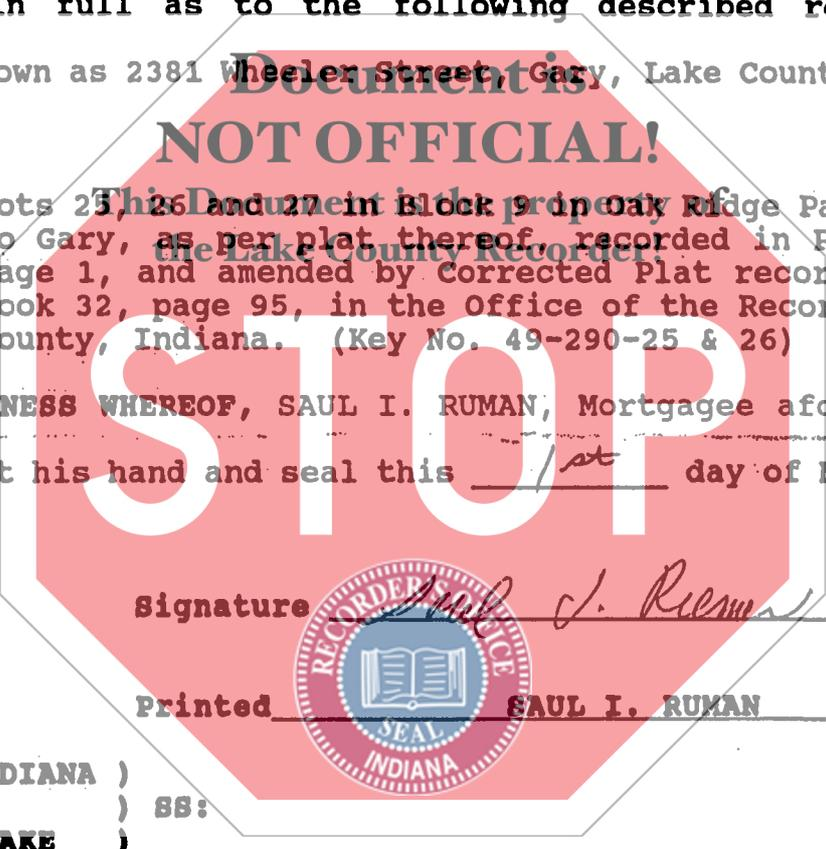 in full as to the following described re
own as 2381 Wheeler Street, Gary, Lake Count
Document is
NOT OFFICIAL!
This Document is the property of
the Lake County Recorder!
ots 25, 26 and 27 in Block 9 in Oak Ridge Pa
o Gary, as per plat thereof, recorded in P
age 1, and amended by Corrected Plat recor
ook 32, page 95, in the Office of the Recor
ounty, Indiana. (Key No. 49-290-25 & 26)
STOP
NESS WHEREOF, SAUL I. RUMAN, Mortgagee afo
t his hand and seal this 1st day of
Signature Saul I. Ruman
RECORDER'S OFFICE
SEAL
INDIANA
Printed SAUL I. RUMAN
DIANA )
) SS:
AKE )